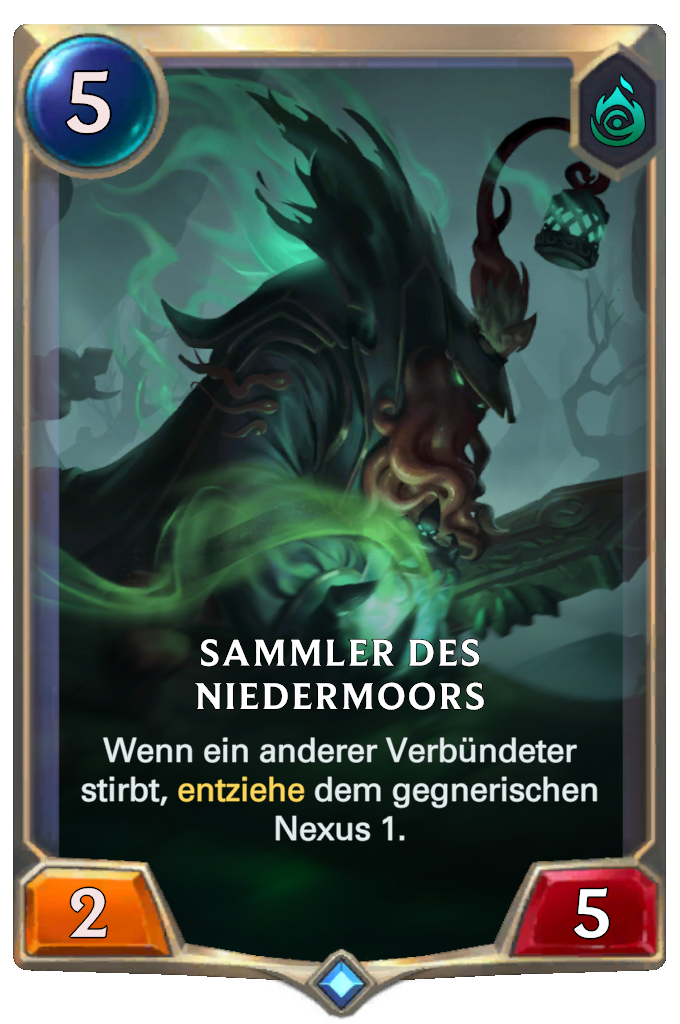 5
SAMMLER DES
NIEDERMOORS
Wenn ein anderer Verbündeter
stirbt, entziehe dem gegnerischen
Nexus 1.
2
5